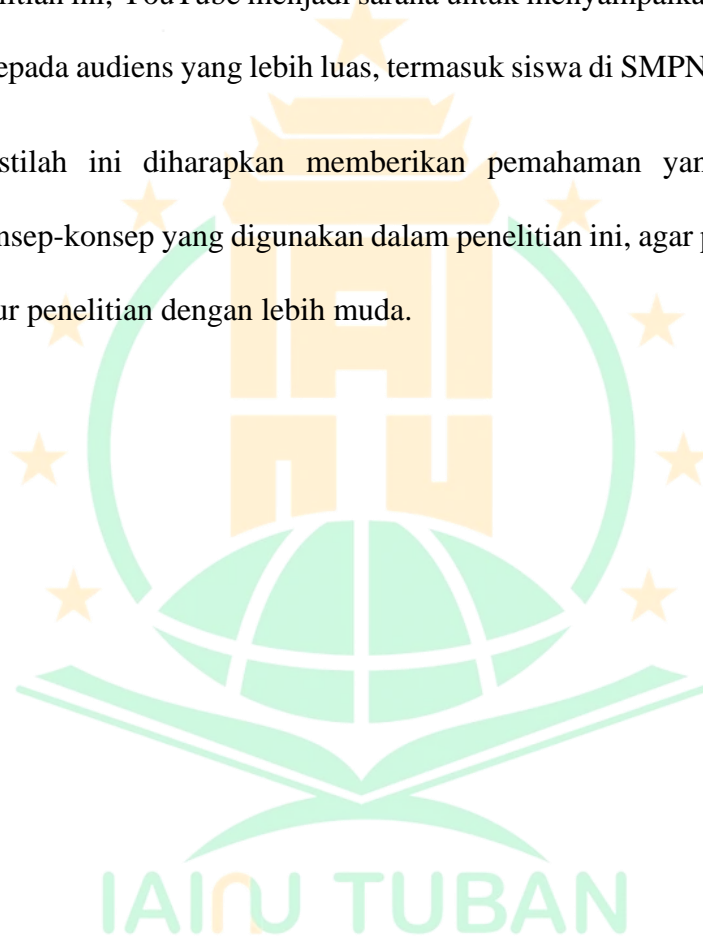 litian ini, YouTube menjadi sarana untuk menyampaika
epada audiens yang lebih luas, termasuk siswa di SMPN
stilah ini diharapkan memberikan pemahaman yan
nsep-konsep yang digunakan dalam penelitian ini, agar p
ur penelitian dengan lebih muda.
IAINU TUBAN